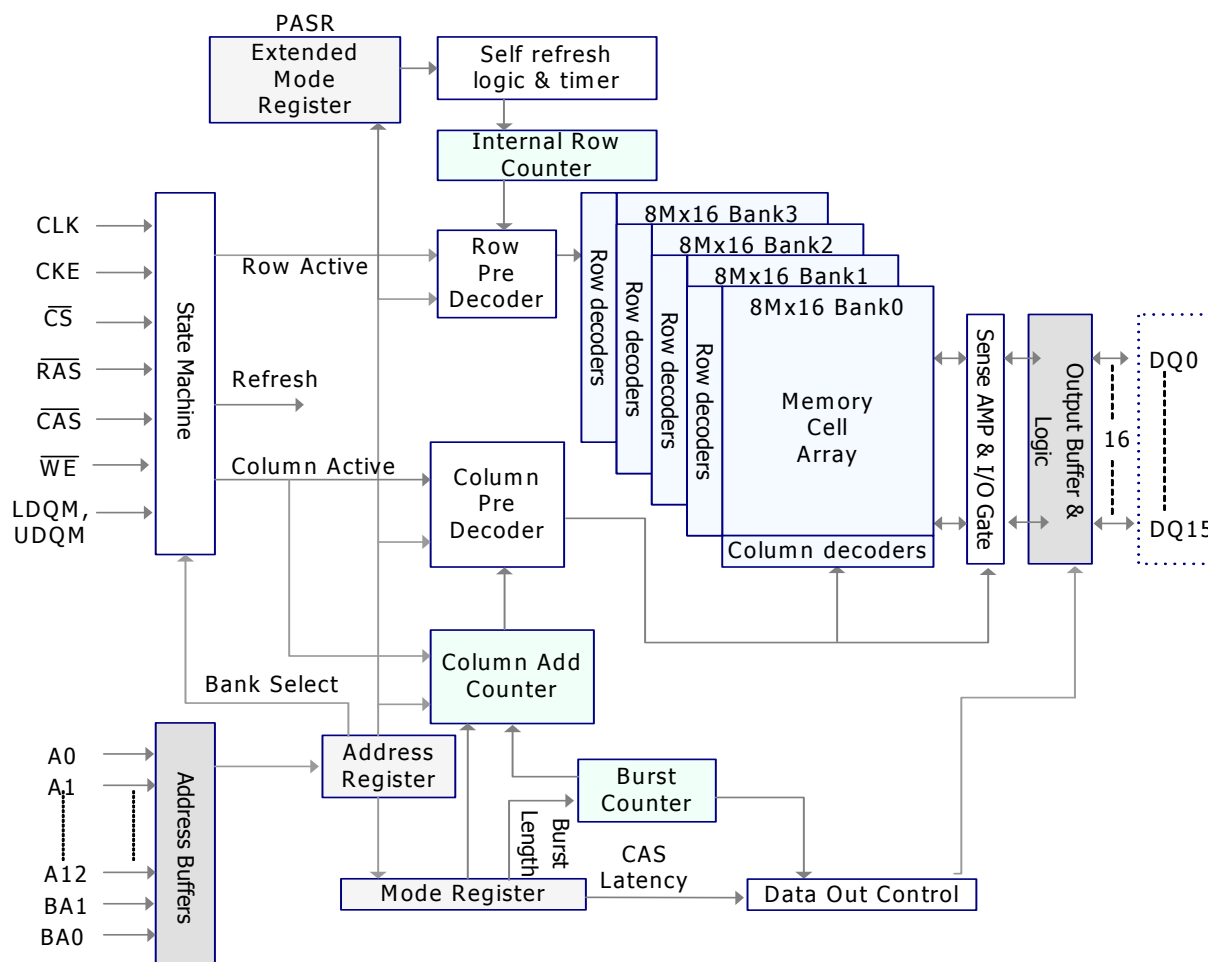 PASR
Extended
Mode
Register
Self refresh
logic & timer
Internal Row
Counter
CLK
CKE
CS
RAS
CAS
WE
LDQM,
UDQM
State Machine
Row Active
Refresh
Column Active
Row
Pre
Decoder
Row decoders
Row decoders
Row decoders
Row decoders
8Mx16 Bank3
8Mx16 Bank2
8Mx16 Bank1
8Mx16 Bank0
Memory
Cell
Array
Column decoders
Sense AMP & I/O Gate
Output Buffer &
Logic
DQ0
16
DQ15
Column
Pre
Decoder
Column Add
Counter
Bank Select
A0
A1
A12
BA1
BA0
Address Buffers
Address
Register
Burst
Counter
Burst
Length
CAS
Latency
Mode Register
Data Out Control